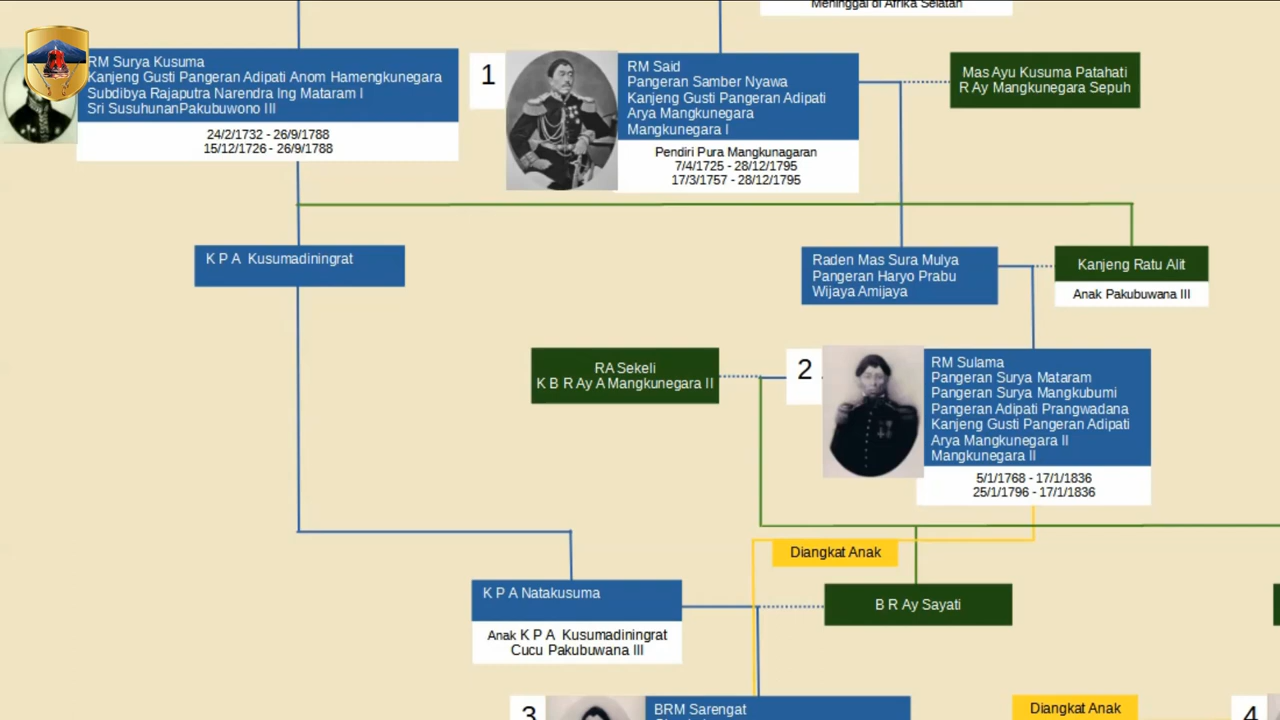 Meninggal di Afrika Selatan
RM Surya Kusuma
Kanjeng Gusti Pangeran Adipati Anom Hamengkunegara
Subdibya Rajaputra Narendra Ing Mataram I
Sri SusuhunanPakubuwono III
24/2/1732 - 26/9/1788
15/12/1726 - 26/9/1788
1
RM Said
Pangeran Samber Nyawa
Kanjeng Gusti Pangeran Adipati
Arya Mangkunegara
Mangkunegara I
Pendiri Pura Mangkunagaran
7/4/1725 - 28/12/1795
17/3/1757 - 28/12/1795
Mas Ayu Kusuma Patahati
R Ay Mangkunegara Sepuh
K P A Kusumadiningrat
Raden Mas Sura Mulya
Pangeran Haryo Prabu
Wijaya Amijaya
Kanjeng Ratu Alit
Anak Pakubuwana III
RA Sekeli
K B R Ay A Mangkunegara II
2
RM Sulama
Pangeran Surya Mataram
Pangeran Surya Mangkubumi
Pangeran Adipati Prangwadana
Kanjeng Gusti Pangeran Adipati
Arya Mangkunegara II
Mangkunegara II
5/1/1768 - 17/1/1836
25/1/1796 - 17/1/1836
Diangkat Anak
K P A Natakusuma
Anak K P A Kusumadiningrat
Cucu Pakubuwana III
B R Ay Sayati
3
BRM Sarengat
Diangkat Anak
4